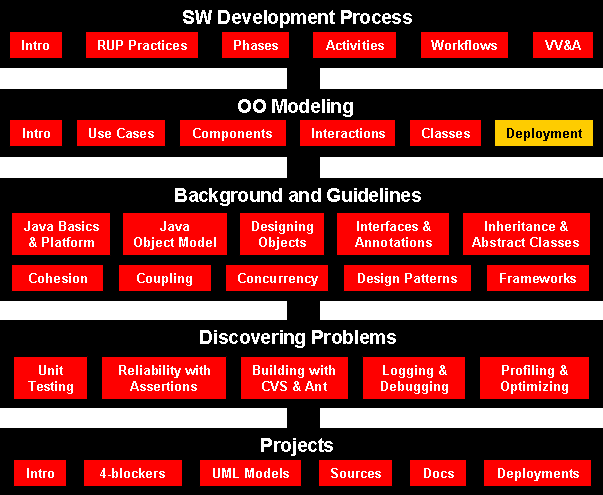 SW Development Process
Intro RUP Practices Phases Activities Workflows VV&A
OO Modeling
Intro Use Cases Components Interactions Classes Deployment
Background and Guidelines
Java Basics & Platform
Java Object Model
Designing Objects
Interfaces & Annotations
Inheritance & Abstract Classes
Cohesion Coupling Concurrency Design Patterns Frameworks
Discovering Problems
Unit Testing
Reliability with Assertions
Building with CVS & Ant
Logging & Debugging
Profiling & Optimizing
Projects
Intro 4-blockers UML Models Sources Docs Deployments